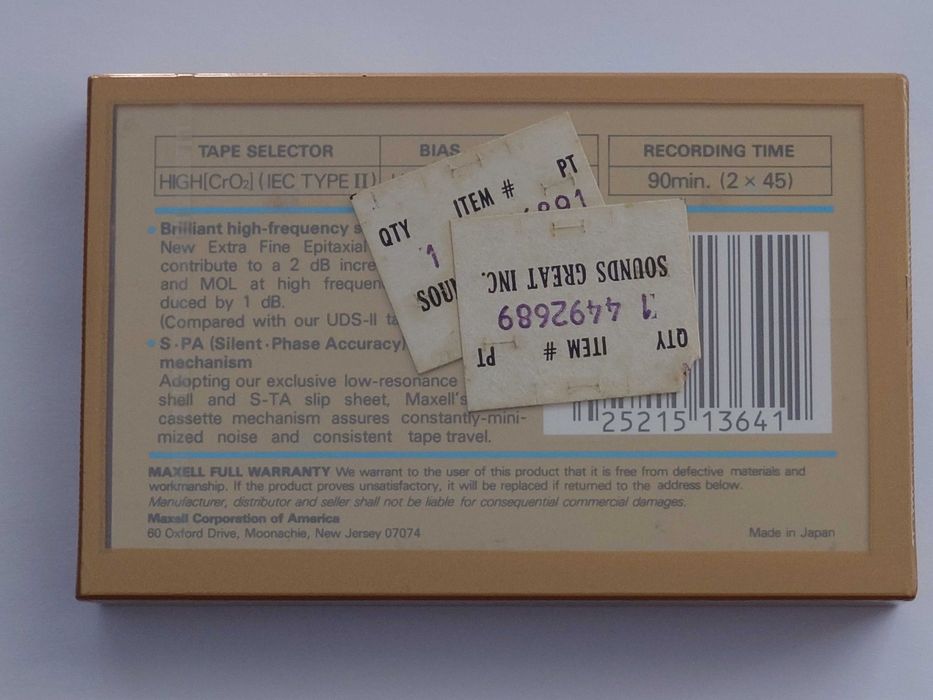 TAPE SELECTOR BIAS RECORDING TIME
HIGH[CrO₂] (IEC TYPE II) 90min. (2 × 45)
• Brilliant high-frequency
New Extra Fine Epitaxial
contribute to a 2 dB
and MOL at high
duced by 1 dB.
(Compared with our UDS-II
• S·PA (Silent·Phase Accuracy)
mechanism
Adopting our exclusive low-resonance
shell and S-TA slip sheet, Maxell's
cassette mechanism assures constantly-mini-
mized noise and consistent tape travel.
QTY ITEM # PT
1
QTY ITEM # PT
1 4492689
SOUNDS GREAT INC.
25215 13641
MAXELL FULL WARRANTY We warrant to the user of this product that it is free from defective materials and
workmanship. If the product proves unsatisfactory, it will be replaced if returned to the address below.
Manufacturer, distributor and seller shall not be liable for consequential commercial damages.
Maxell Corporation of America
60 Oxford Drive, Moonachie, New Jersey 07074 Made in Japan